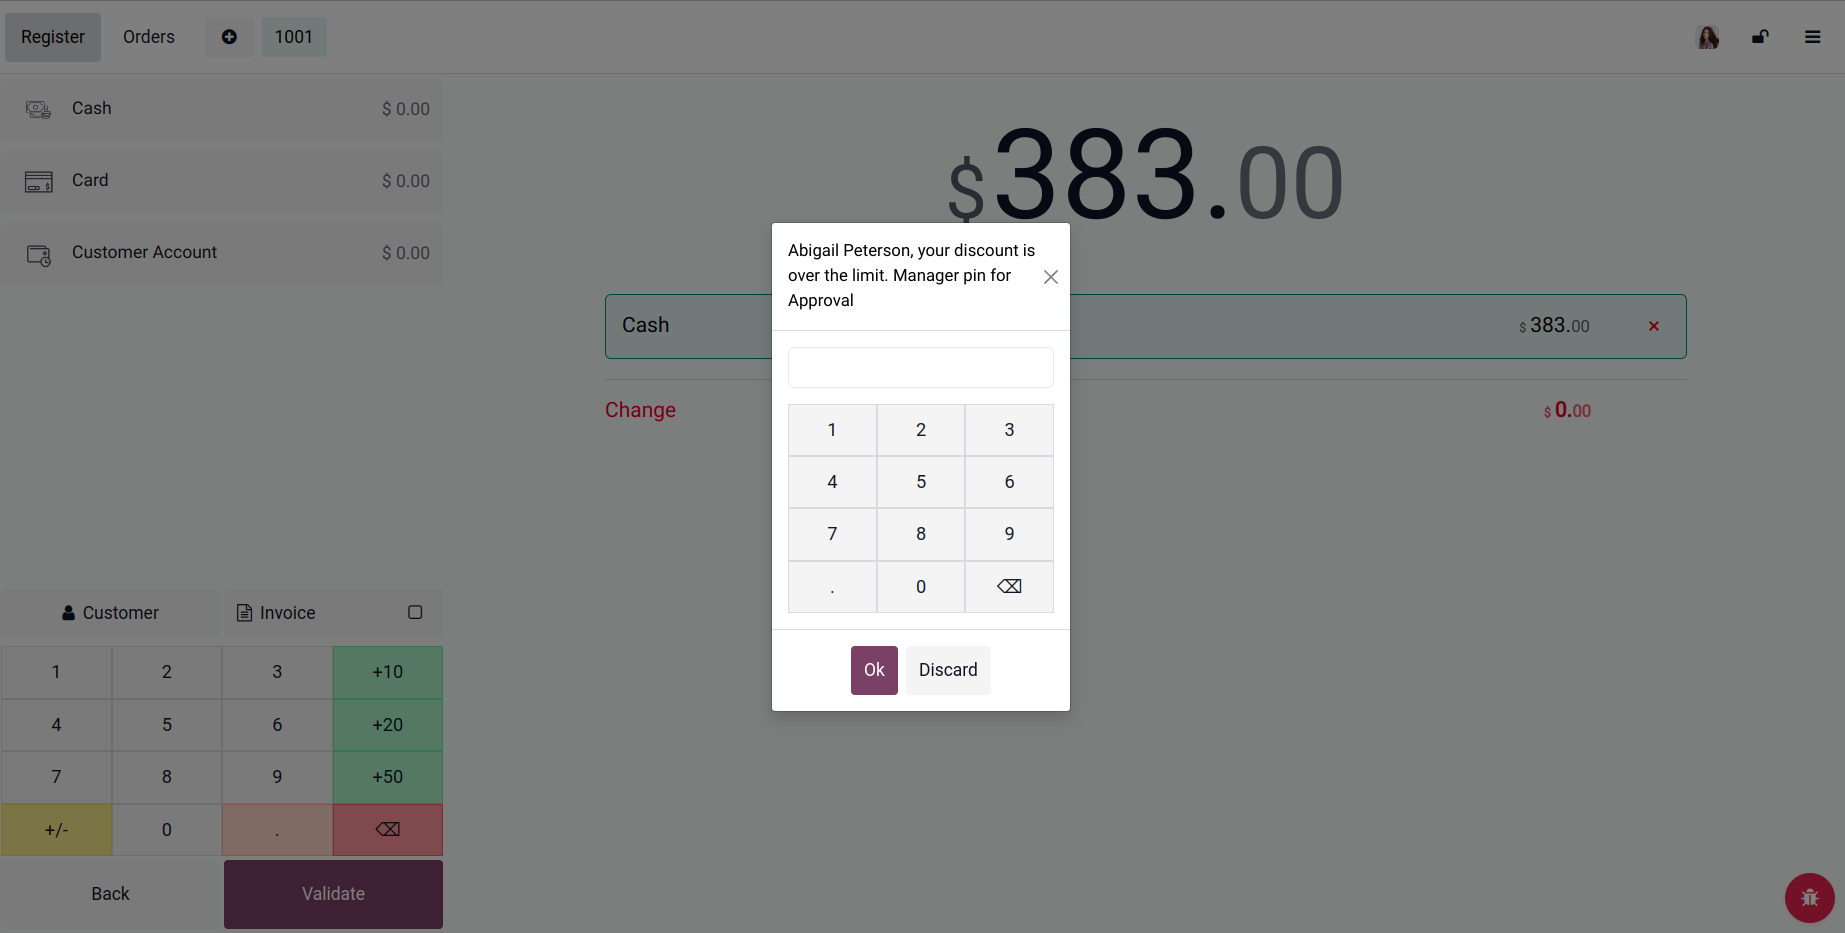 Register
Orders
1001
Cash
$ 0.00
Card
$ 0.00
Customer Account
$ 0.00
$383.00
Abigail Peterson, your discount is
over the limit. Manager pin for
Approval
Cash
$ 383.00
Change
$ 0.00
1 2 3
4 5 6
7 8 9
. 0
Ok
Discard
Customer
Invoice
1 2 3 +10
4 5 6 +20
7 8 9 +50
+/- 0 .
Back
Validate